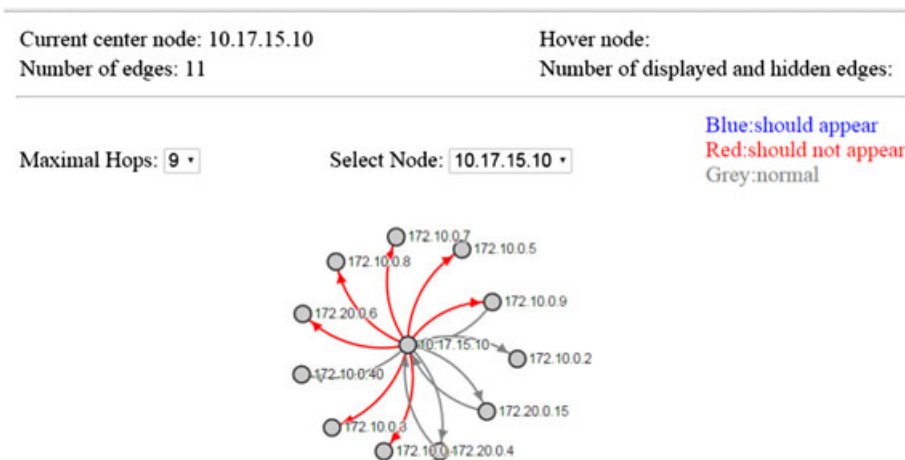 Current center node: 10.17.15.10
Number of edges: 11
Hover node:
Number of displayed and hidden edges:
Maximal Hops: 9
Select Node: 10.17.15.10
Blue:should appear
Red:should not appear
Grey:normal
172.10.0.7
172.10.0.5
172.10.0.8
172.10.0.9
172.20.0.6
10.17.15.10
172.10.0.2
172.10.0.40
172.20.0.15
172.10.0.3
172.20.0.4